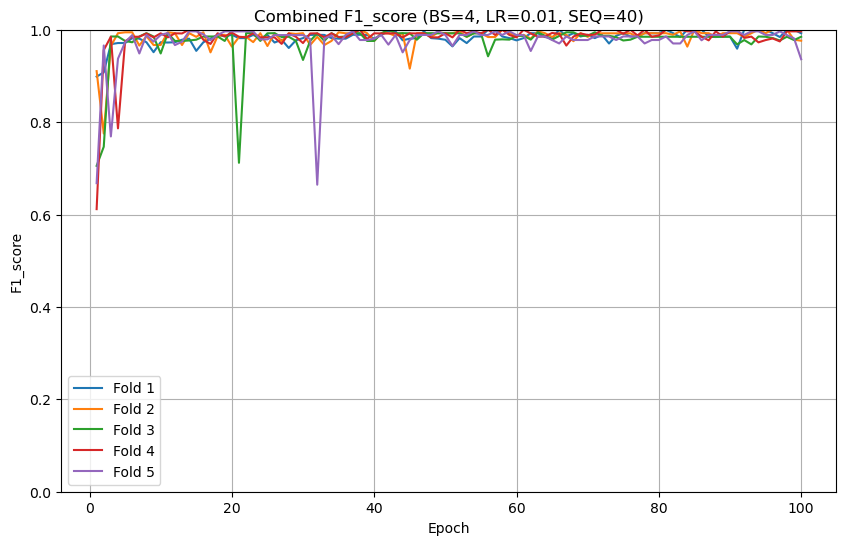 Combined F1_score (BS=4, LR=0.01, SEQ=40)
F1_score
1.0
0.8
0.6
0.4
0.2
0.0
Fold 1
Fold 2
Fold 3
Fold 4
Fold 5
0 20 40 60 80 100
Epoch